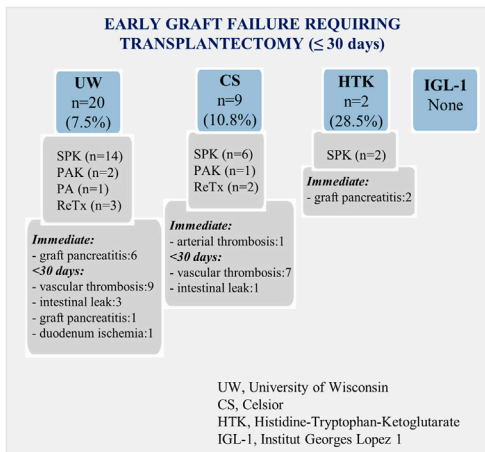 EARLY GRAFT FAILURE REQUIRING
TRANSPLANTECTOMY (≤ 30 days)
UW
n=20
(7.5%)
SPK (n=14)
PAK (n=2)
PA (n=1)
ReTx (n=3)
Immediate:
- graft pancreatitis:6
<30 days:
- vascular thrombosis:9
- intestinal leak:3
- graft pancreatitis:1
- duodenum ischemia:1
CS
n=9
(10.8%)
SPK (n=6)
PAK (n=1)
ReTx (n=2)
Immediate:
- arterial thrombosis:1
<30 days:
- vascular thrombosis:7
- intestinal leak:1
HTK
n=2
(28.5%)
SPK (n=2)
Immediate:
- graft pancreatitis:2
IGL-1
None
UW, University of Wisconsin
CS, Celsior
HTK, Histidine-Tryptophan-Ketoglutarate
IGL-1, Institut Georges Lopez 1